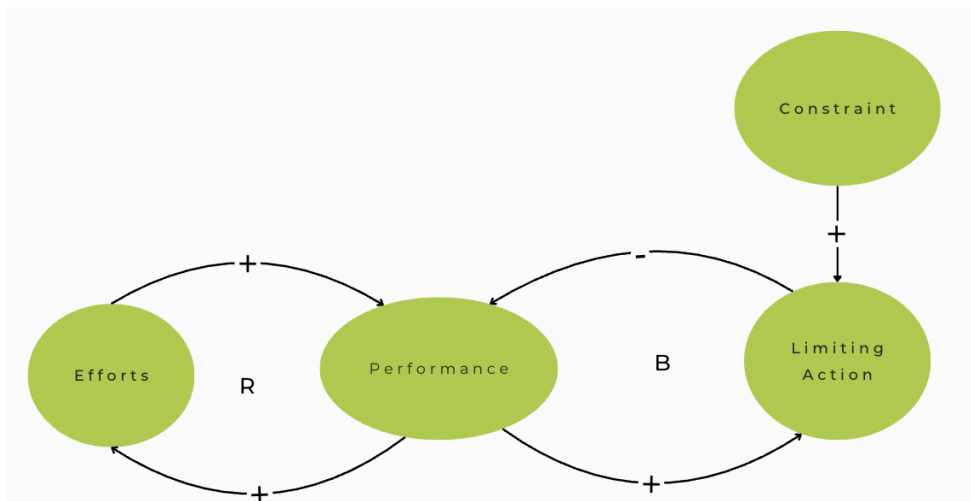 Constraint
+
-
+
Limiting
Action
Efforts
R
Performance
B
+
+